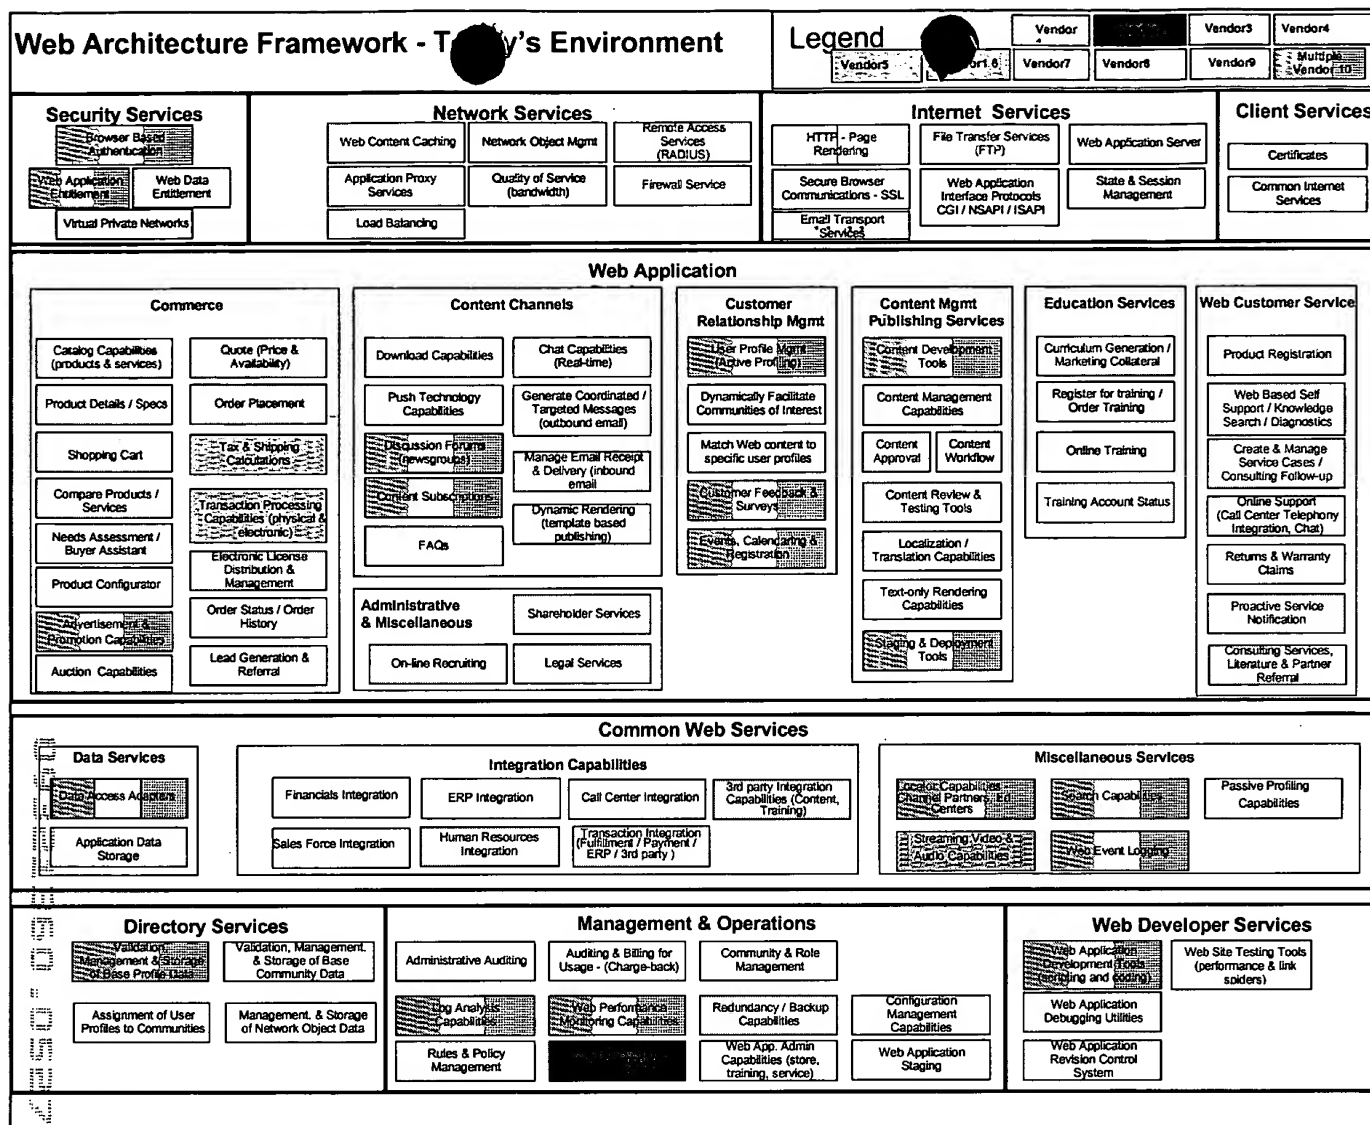 Web Architecture Framework - T y's Environment
Legend
Vendor
Vendor3
Vendor4
Vendor5
r1 6
Vendor7
Vendor8
Vendor9
Multiple
Vendor 10
Security Services
Browser Based
Authentication
Web Application
Entitlement
Web Data
Entitlement
Virtual Private Networks
Network Services
Web Content Caching
Network Object Mgmt
Remote Access
Services
(RADIUS)
Application Proxy
Services
Quality of Service
(bandwidth)
Firewall Service
Load Balancing
Internet Services
HTTP - Page
Rendering
File Transfer Services
(FTP)
Web Application Server
Secure Browser
Communications - SSL
Web Application
Interface Protocols
CGI / NSAPI / ISAPI
State & Session
Management
Email Transport
Services
Client Services
Certificates
Common Internet
Services
Web Application
Commerce
Catalog Capabilities
(products & services)
Quote (Price &
Availability)
Product Details / Specs
Order Placement
Shopping Cart
Tax & Shipping
Calculations
Compare Products /
Services
Transaction Processing
Capabilities (physical &
electronic)
Needs Assessment /
Buyer Assistant
Electronic License
Distribution &
Management
Product Configurator
Order Status / Order
History
Advertisement &
Promotion Capabilities
Lead Generation &
Referral
Auction Capabilities
Content Channels
Download Capabilities
Chat Capabilities
(Real-time)
Push Technology
Capabilities
Generate Coordinated /
Targeted Messages
(outbound email)
Discussion Forums
(newsgroups)
Manage Email Receipt
& Delivery (inbound
email
Content Subscriptions
Dynamic Rendering
(template based
publishing)
FAQs
Administrative
& Miscellaneous
Shareholder Services
On-line Recruiting
Legal Services
Customer
Relationship Mgmt
User Profile Mgmt
(Active Profiling)
Dynamically Facilitate
Communities of Interest
Match Web content to
specific user profiles
Customer Feedback &
Surveys
Events, Calendaring &
Registration
Content Mgmt
Publishing Services
Content Development
Tools
Content Management
Capabilities
Content
Approval
Content
Workflow
Content Review &
Testing Tools
Localization /
Translation Capabilities
Text-only Rendering
Capabilities
Staging & Deployment
Tools
Education Services
Curriculum Generation /
Marketing Collateral
Register for training /
Order Training
Online Training
Training Account Status
Web Customer Service
Product Registration
Web Based Self
Support / Knowledge
Search / Diagnostics
Create & Manage
Service Cases /
Consulting Follow-up
Online Support
(Call Center Telephony
Integration, Chat)
Returns & Warranty
Claims
Proactive Service
Notification
Consulting Services,
Literature & Partner
Referral
Common Web Services
Data Services
Data Access Adapters
Application Data
Storage
Integration Capabilities
Financials Integration
ERP Integration
Call Center Integration
3rd party Integration
Capabilities (Content,
Training)
Sales Force Integration
Human Resources
Integration
Transaction Integration
(Fulfillment / Payment /
ERP / 3rd party )
Miscellaneous Services
Locator Capabilities
Channel Partners, Ed
Centers
Search Capabilities
Passive Profiling
Capabilities
Streaming Video &
Audio Capabilities
Web Event Logging
Directory Services
Validation,
Management & Storage
of Base Profile Data
Validation, Management,
& Storage of Base
Community Data
Assignment of User
Profiles to Communities
Management, & Storage
of Network Object Data
Management & Operations
Administrative Auditing
Auditing & Billing for
Usage - (Charge-back)
Community & Role
Management
Log Analysis
Capabilities
Web Performance
Monitoring Capabilities
Redundancy / Backup
Capabilities
Configuration
Management
Capabilities
Rules & Policy
Management
Web App. Admin
Capabilities (store,
training, service)
Web Application
Staging
Web Developer Services
Web Application
Development Tools
(scripting and coding)
Web Site Testing Tools
(performance & link
spiders)
Web Application
Debugging Utilities
Web Application
Revision Control
System